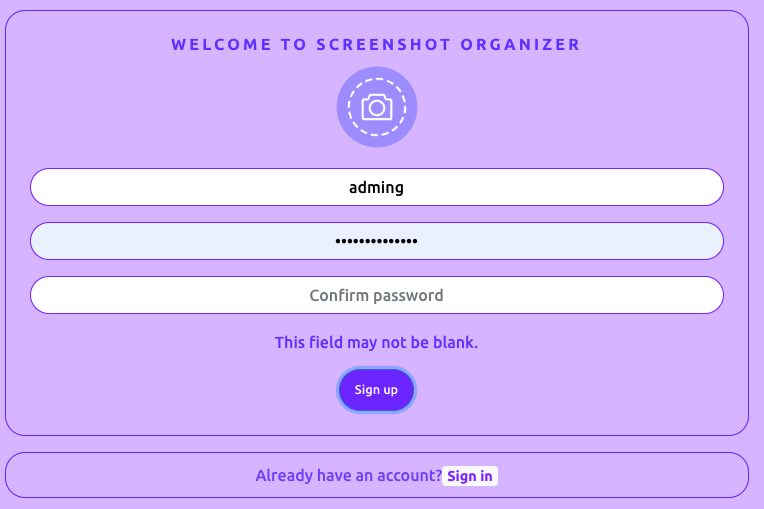 WELCOME TO SCREENSHOT ORGANIZER
adming
••••••••••••••
Confirm password
This field may not be blank.
Sign up
Already have an account? Sign in